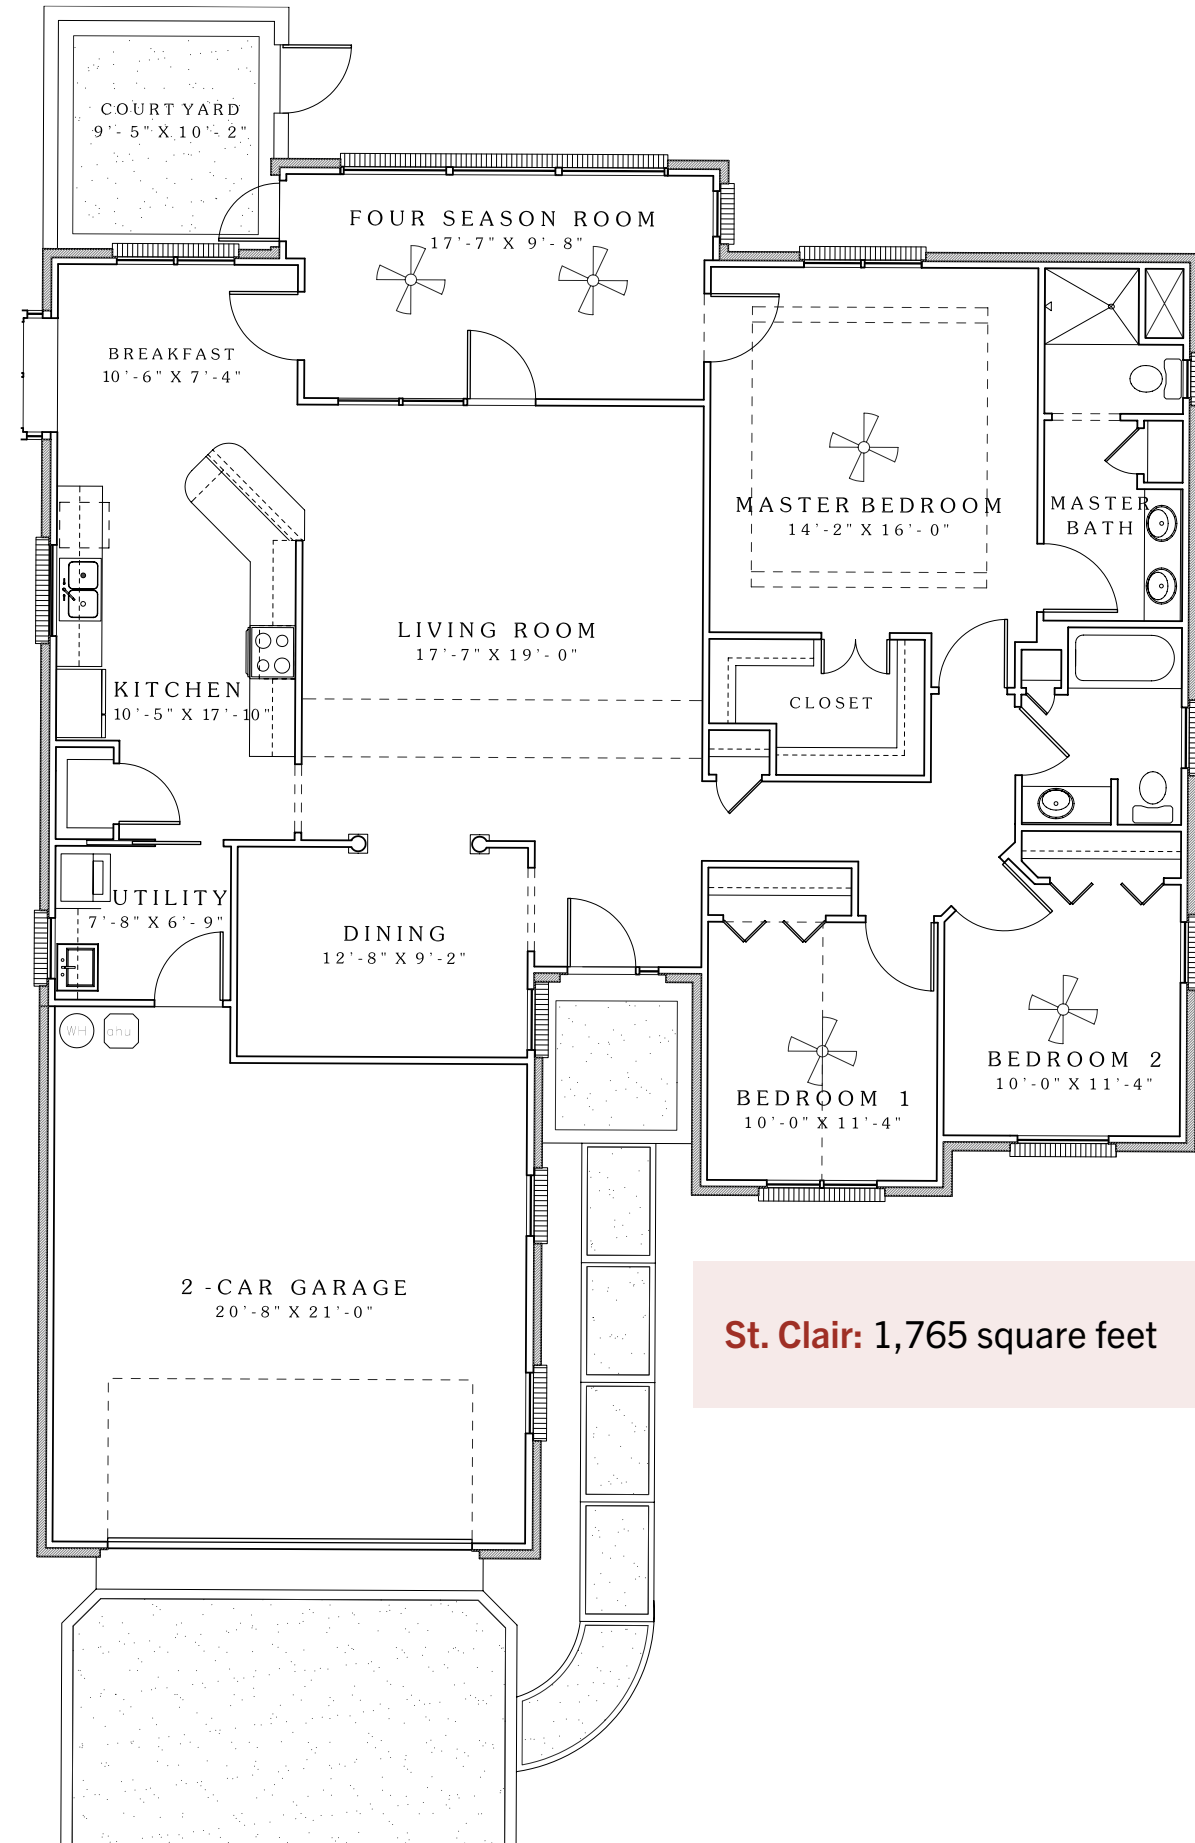 COURT YARD
9'-5" X 10'-2"
FOUR SEASON ROOM
17'-7" X 9'-8"
BREAKFAST
10'-6" X 7'-4"
MASTER BEDROOM
14'-2" X 16'-0"
MASTER
BATH
LIVING ROOM
17'-7" X 19'-0"
KITCHEN
10'-5" X 17'-10"
CLOSET
UTILITY
7'-8" X 6'-9"
DINING
12'-8" X 9'-2"
WH
ahu
BEDROOM 1
10'-0" X 11'-4"
BEDROOM 2
10'-0" X 11'-4"
2-CAR GARAGE
20'-8" X 21'-0"
St. Clair: 1,765 square feet